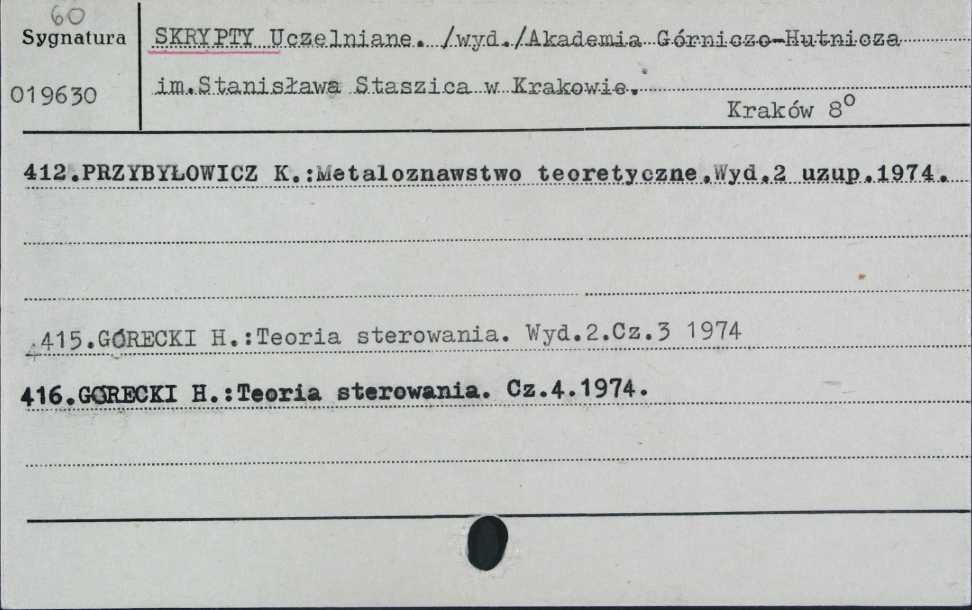 60
Sygnatura
SKRYPTY Uczelniane. /wyd./Akademia Górniczo-Hutnicza
019630
im.Stanisława Staszica w Krakowie.
Kraków 8⁰
412.PRZYBYŁOWICZ K.:Metaloznawstwo teoretyczne.Wyd.2 uzup.1974.
415.GÓRECKI H.:Teoria sterowania. Wyd.2.Cz.3 1974
416.GÓRECKI H.:Teoria sterowania. Cz.4.1974.